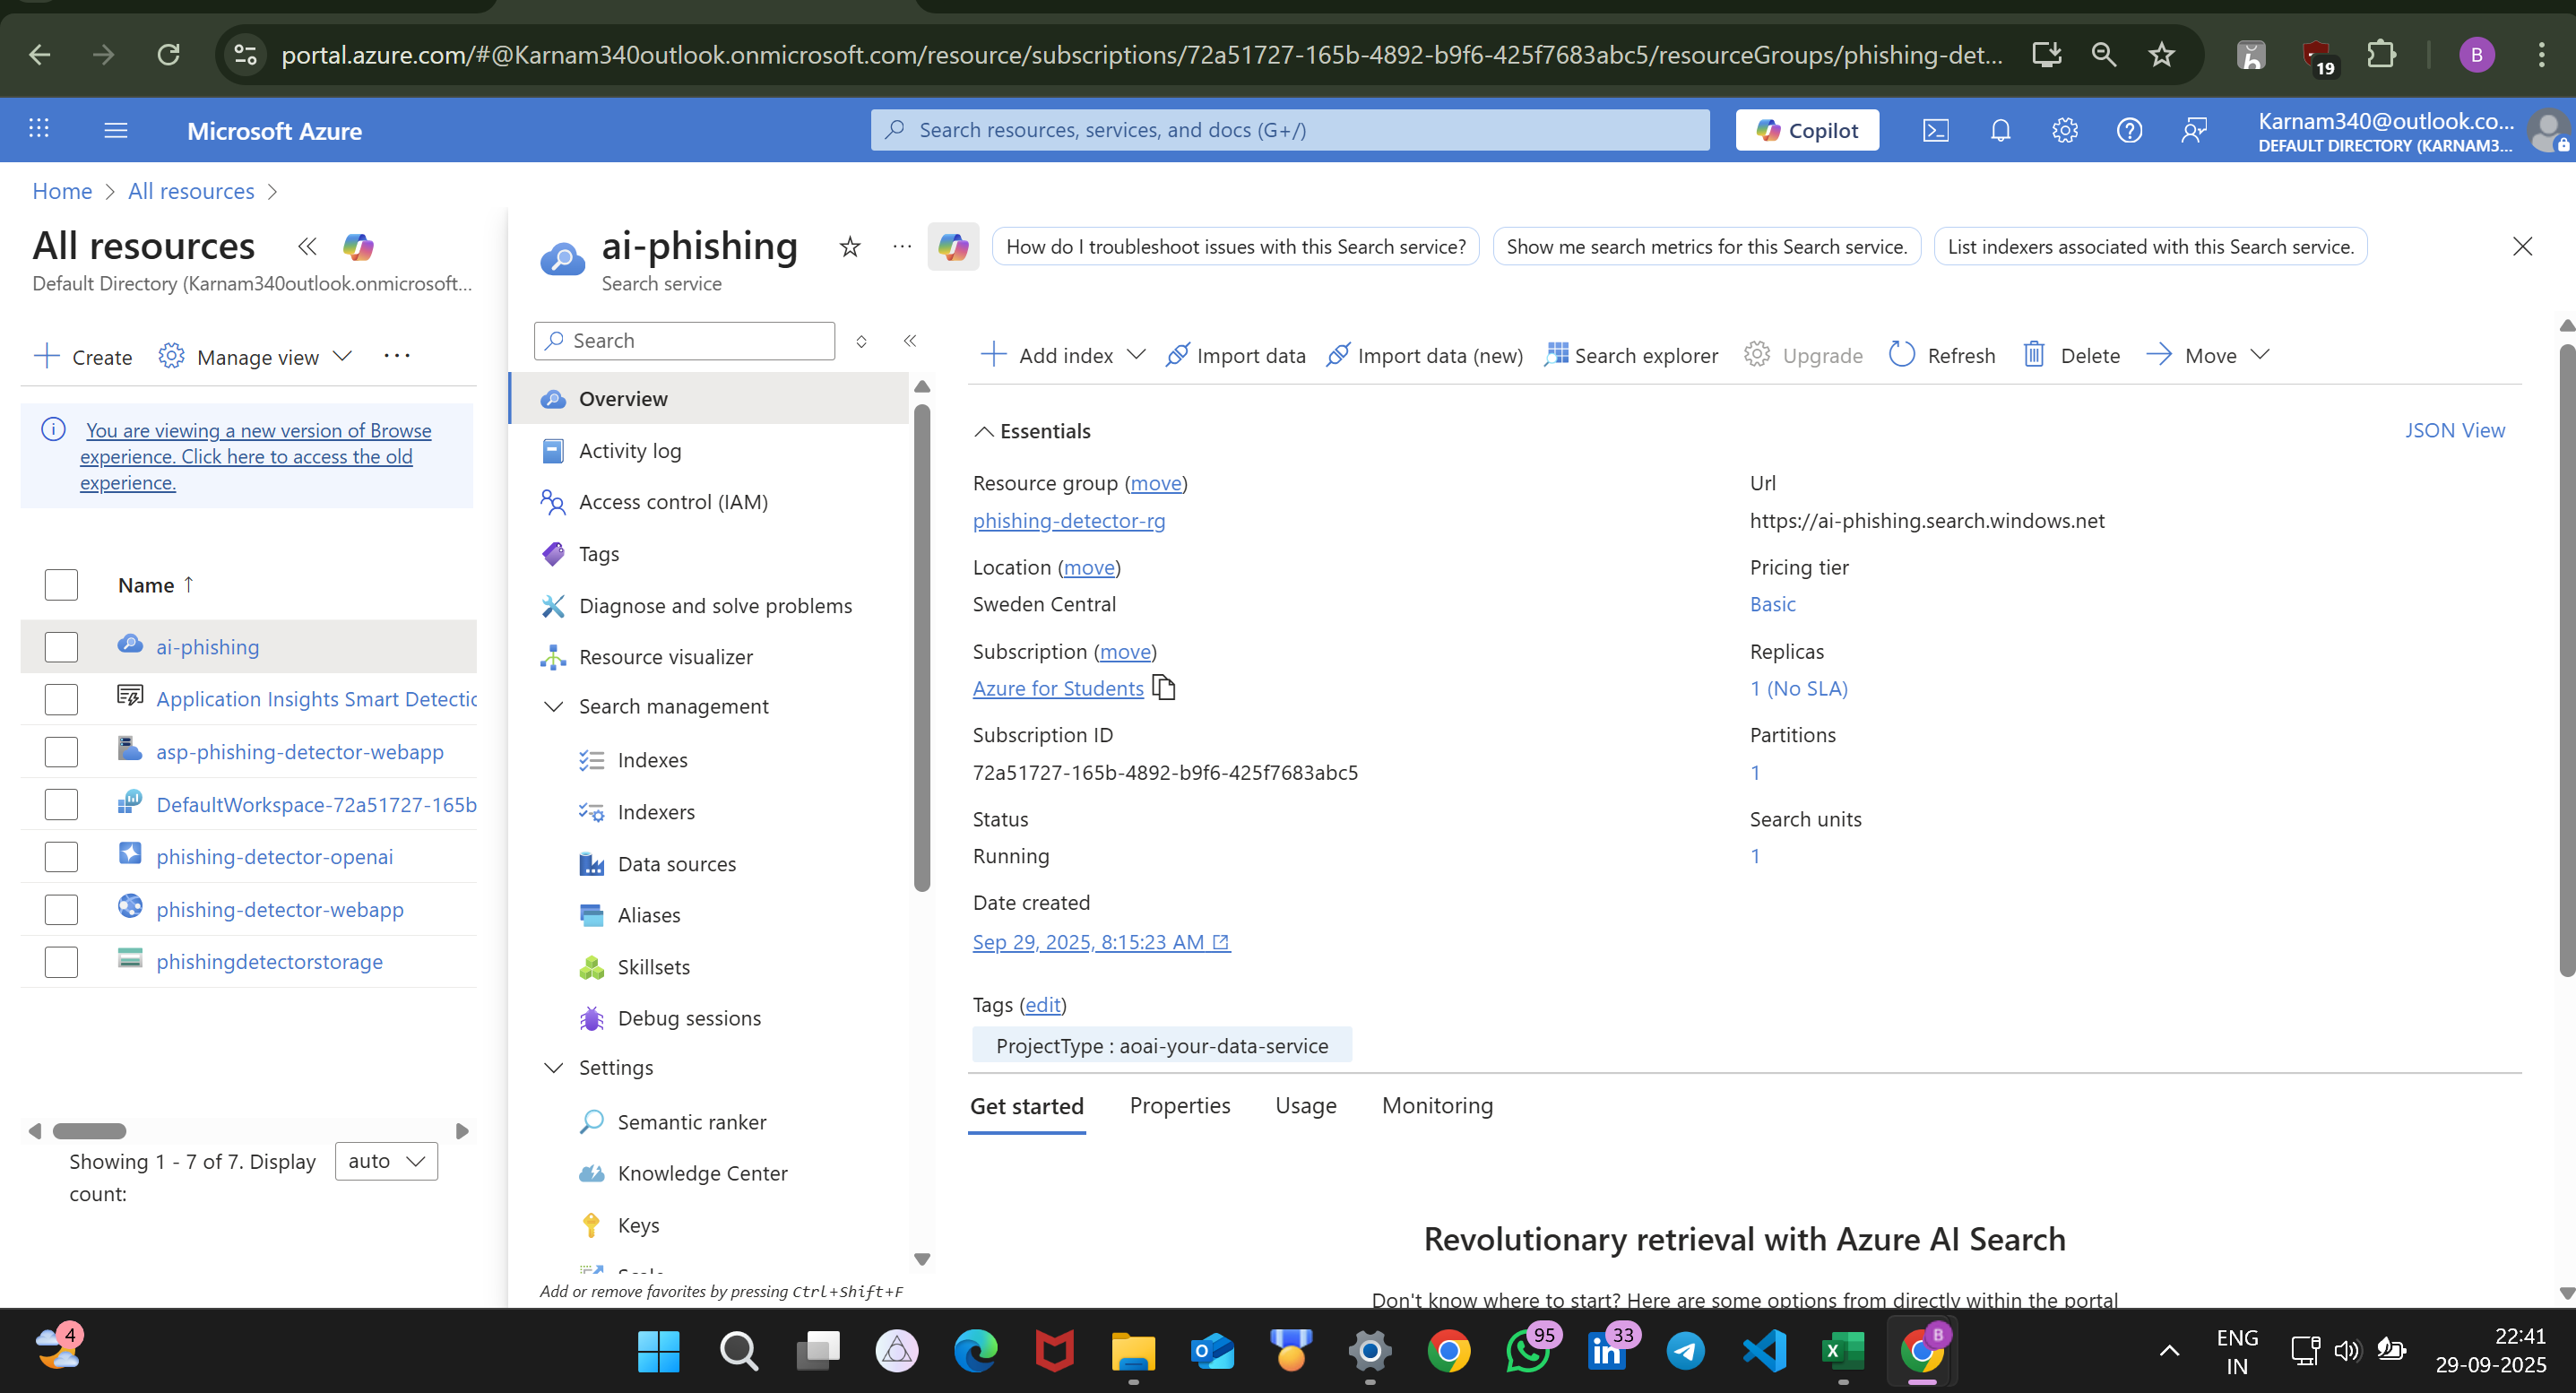 portal.azure.com/#@Karnam340outlook.onmicrosoft.com/resource/subscriptions/72a51727-165b-4892-b9f6-425f7683abc5/resourceGroups/phishing-det...
19
B
Microsoft Azure
Search resources, services, and docs (G+/)
Copilot
Karnam340@outlook.co...
DEFAULT DIRECTORY (KARNAM3...
Home > All resources >
All resources
Default Directory (Karnam340outlook.onmicrosoft...
Create
Manage view
You are viewing a new version of Browse
experience. Click here to access the old
experience.
Name ↑
ai-phishing
Application Insights Smart Detectic
asp-phishing-detector-webapp
DefaultWorkspace-72a51727-165b
phishing-detector-openai
phishing-detector-webapp
phishingdetectorstorage
Showing 1 - 7 of 7. Display
count:
auto
ai-phishing
Search service
How do I troubleshoot issues with this Search service?
Show me search metrics for this Search service.
List indexers associated with this Search service.
Search
Overview
Activity log
Access control (IAM)
Tags
Diagnose and solve problems
Resource visualizer
Search management
Indexes
Indexers
Data sources
Aliases
Skillsets
Debug sessions
Settings
Semantic ranker
Knowledge Center
Keys
Add or remove favorites by pressing Ctrl+Shift+F
Add index
Import data
Import data (new)
Search explorer
Upgrade
Refresh
Delete
Move
Essentials
JSON View
Resource group (move)
phishing-detector-rg
Location (move)
Sweden Central
Subscription (move)
Azure for Students
Subscription ID
72a51727-165b-4892-b9f6-425f7683abc5
Status
Running
Date created
Sep 29, 2025, 8:15:23 AM
Url
https://ai-phishing.search.windows.net
Pricing tier
Basic
Replicas
1 (No SLA)
Partitions
1
Search units
1
Tags (edit)
ProjectType : aoai-your-data-service
Get started
Properties
Usage
Monitoring
Revolutionary retrieval with Azure AI Search
Don't know where to start? Here are some options from directly within the portal
4
95
33
B
ENG
IN
22:41
29-09-2025